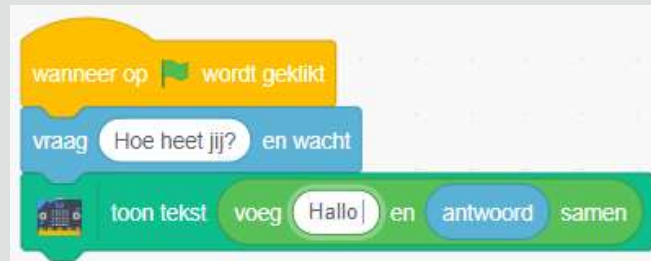 wanneer op wordt geklikt
vraag Hoe heet jij? en wacht
toon tekst voeg Hallo en antwoord samen